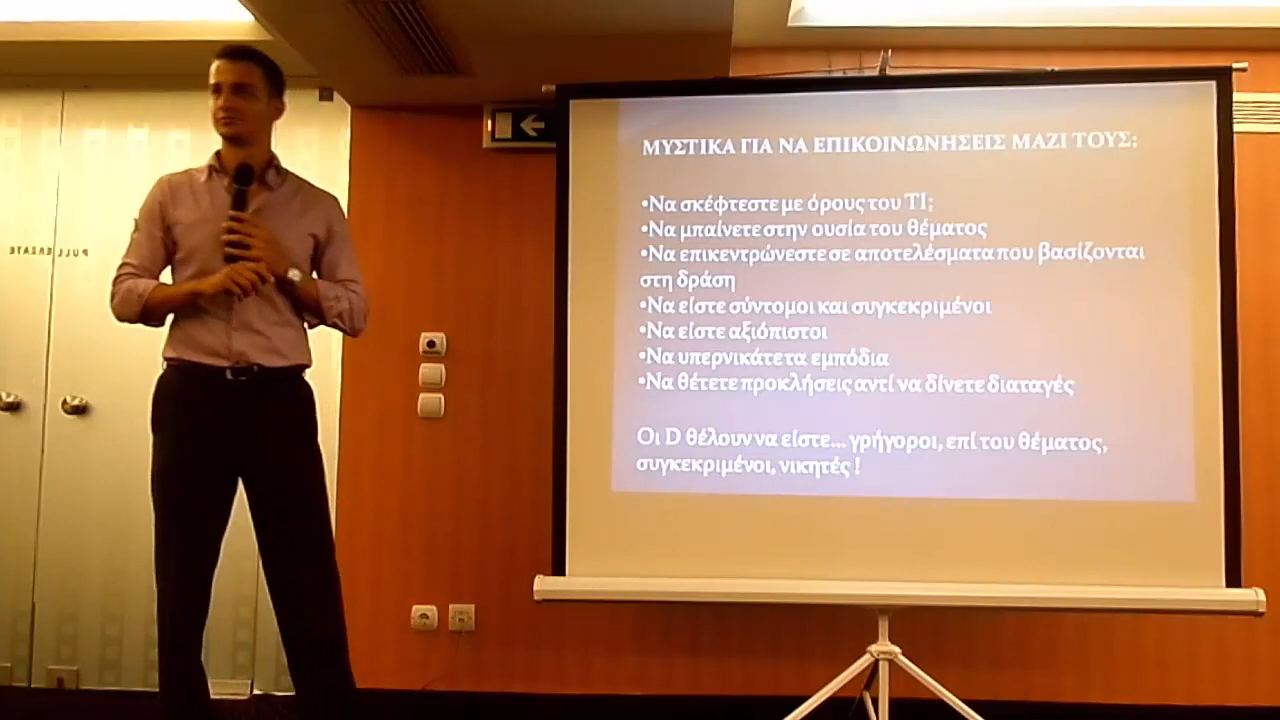 ΜΥΣΤΙΚΑ ΓΙΑ ΝΑ ΕΠΙΚΟΙΝΩΝΗΣΕΙΣ ΜΑΖΙ ΤΟΥΣ:
•Να σκέφτεστε με όρους του ΤΙ;
•Να μπαίνετε στην ουσία του θέματος
•Να επικεντρώνεστε σε αποτελέσματα που βασίζονται
στη δράση
•Να είστε σύντομοι και συγκεκριμένοι
•Να είστε αξιόπιστοι
•Να υπερνικάτε τα εμπόδια
•Να θέτετε προκλήσεις αντί να δίνετε διαταγές
Οι D θέλουν να είστε... γρήγοροι, επί του θέματος,
συγκεκριμένοι, νικητές !
PULL